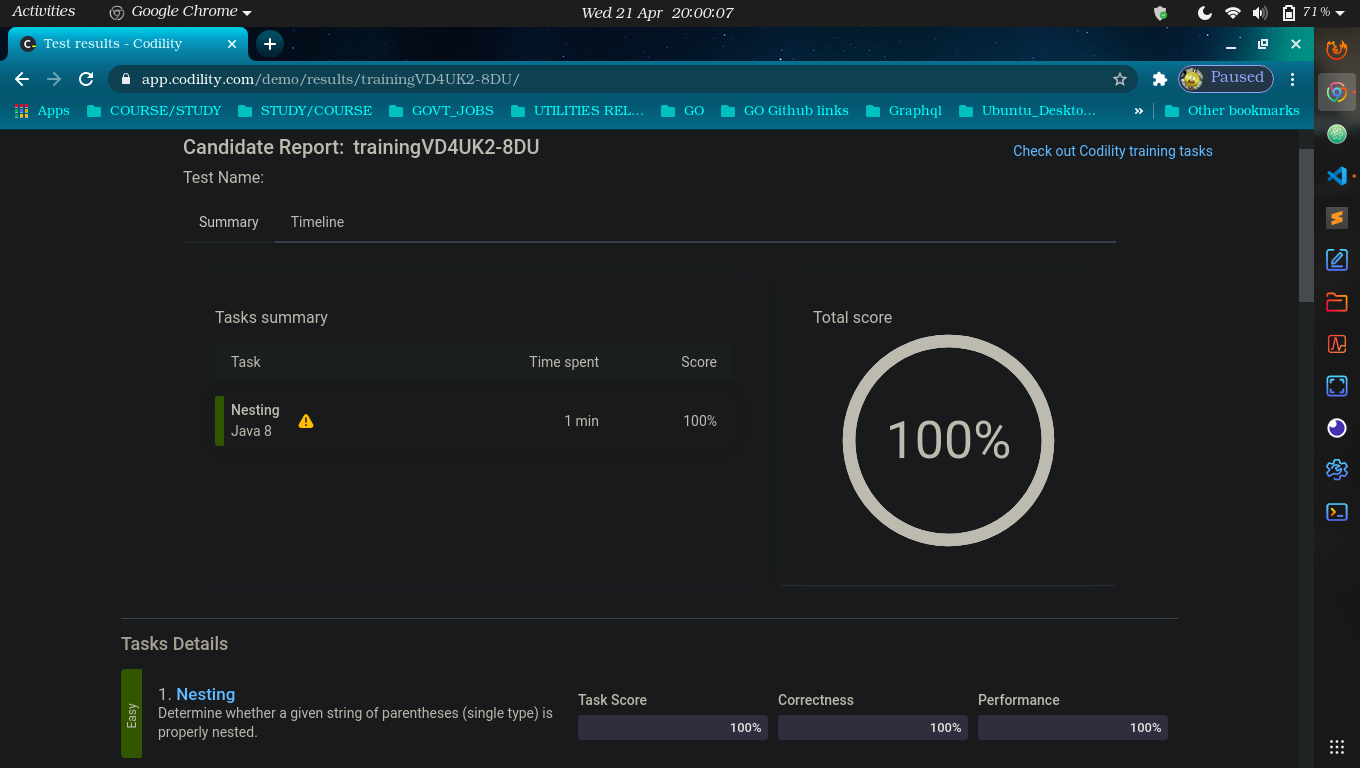 Activities Google Chrome Wed 21 Apr 20:00:07 71%
Test results - Codility
app.codility.com/demo/results/trainingVD4UK2-8DU/ Paused
Apps COURSE/STUDY STUDY/COURSE GOVT_JOBS UTILITIES REL... GO GO Github links Graphql Ubuntu_Deskto... » Other bookmarks
Candidate Report: trainingVD4UK2-8DU
Check out Codility training tasks
Test Name:
Summary Timeline
Tasks summary
Task Time spent Score
Nesting
Java 8
1 min 100%
Total score
100%
Tasks Details
Easy
1. Nesting
Determine whether a given string of parentheses (single type) is
properly nested.
Task Score Correctness Performance
100% 100% 100%